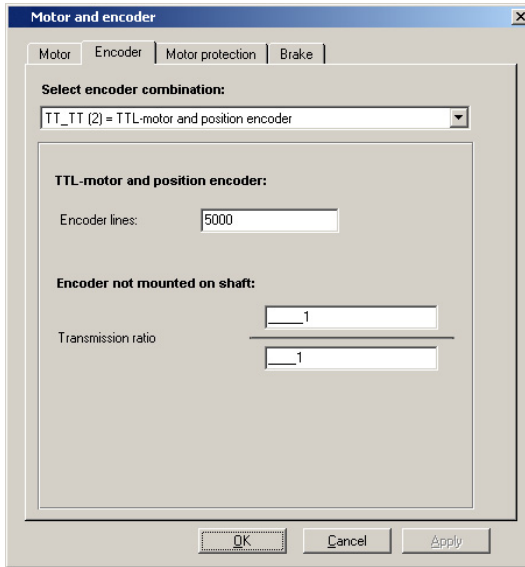 Motor and encoder
Motor Encoder Motor protection Brake
Select encoder combination:
TT_TT (2) = TTL-motor and position encoder
TTL-motor and position encoder:
Encoder lines: 5000
Encoder not mounted on shaft:
____1
Transmission ratio
____1
OK Cancel Apply